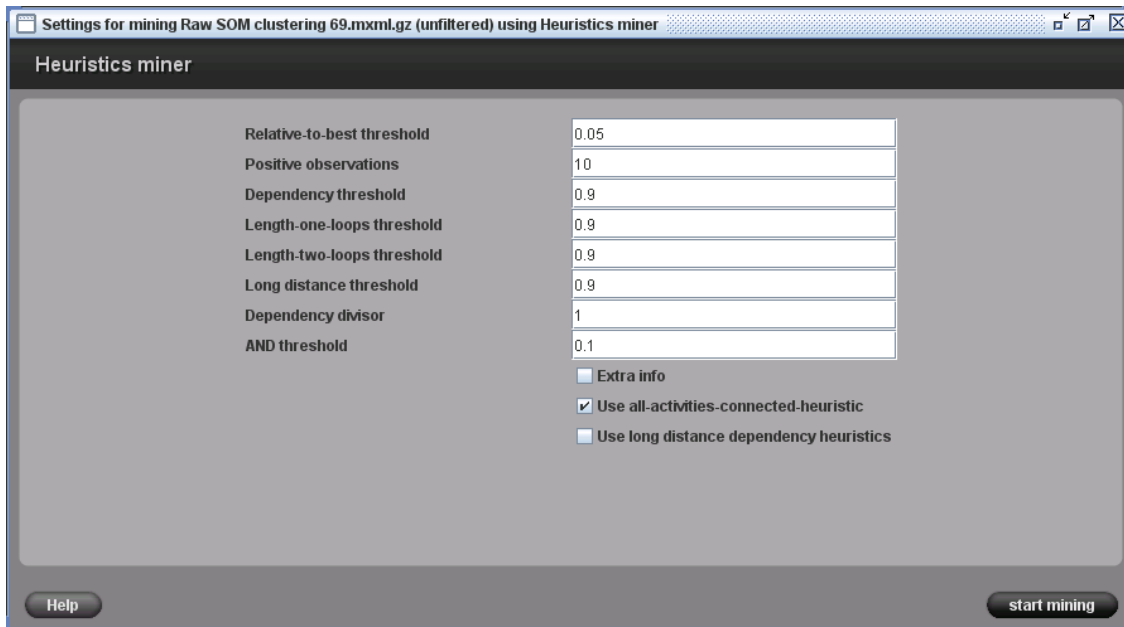 Settings for mining Raw SOM clustering 69.mxml.gz (unfiltered) using Heuristics miner
Heuristics miner
Relative-to-best threshold 0.05
Positive observations 10
Dependency threshold 0.9
Length-one-loops threshold 0.9
Length-two-loops threshold 0.9
Long distance threshold 0.9
Dependency divisor 1
AND threshold 0.1
Extra info
Use all-activities-connected-heuristic
Use long distance dependency heuristics
Help start mining